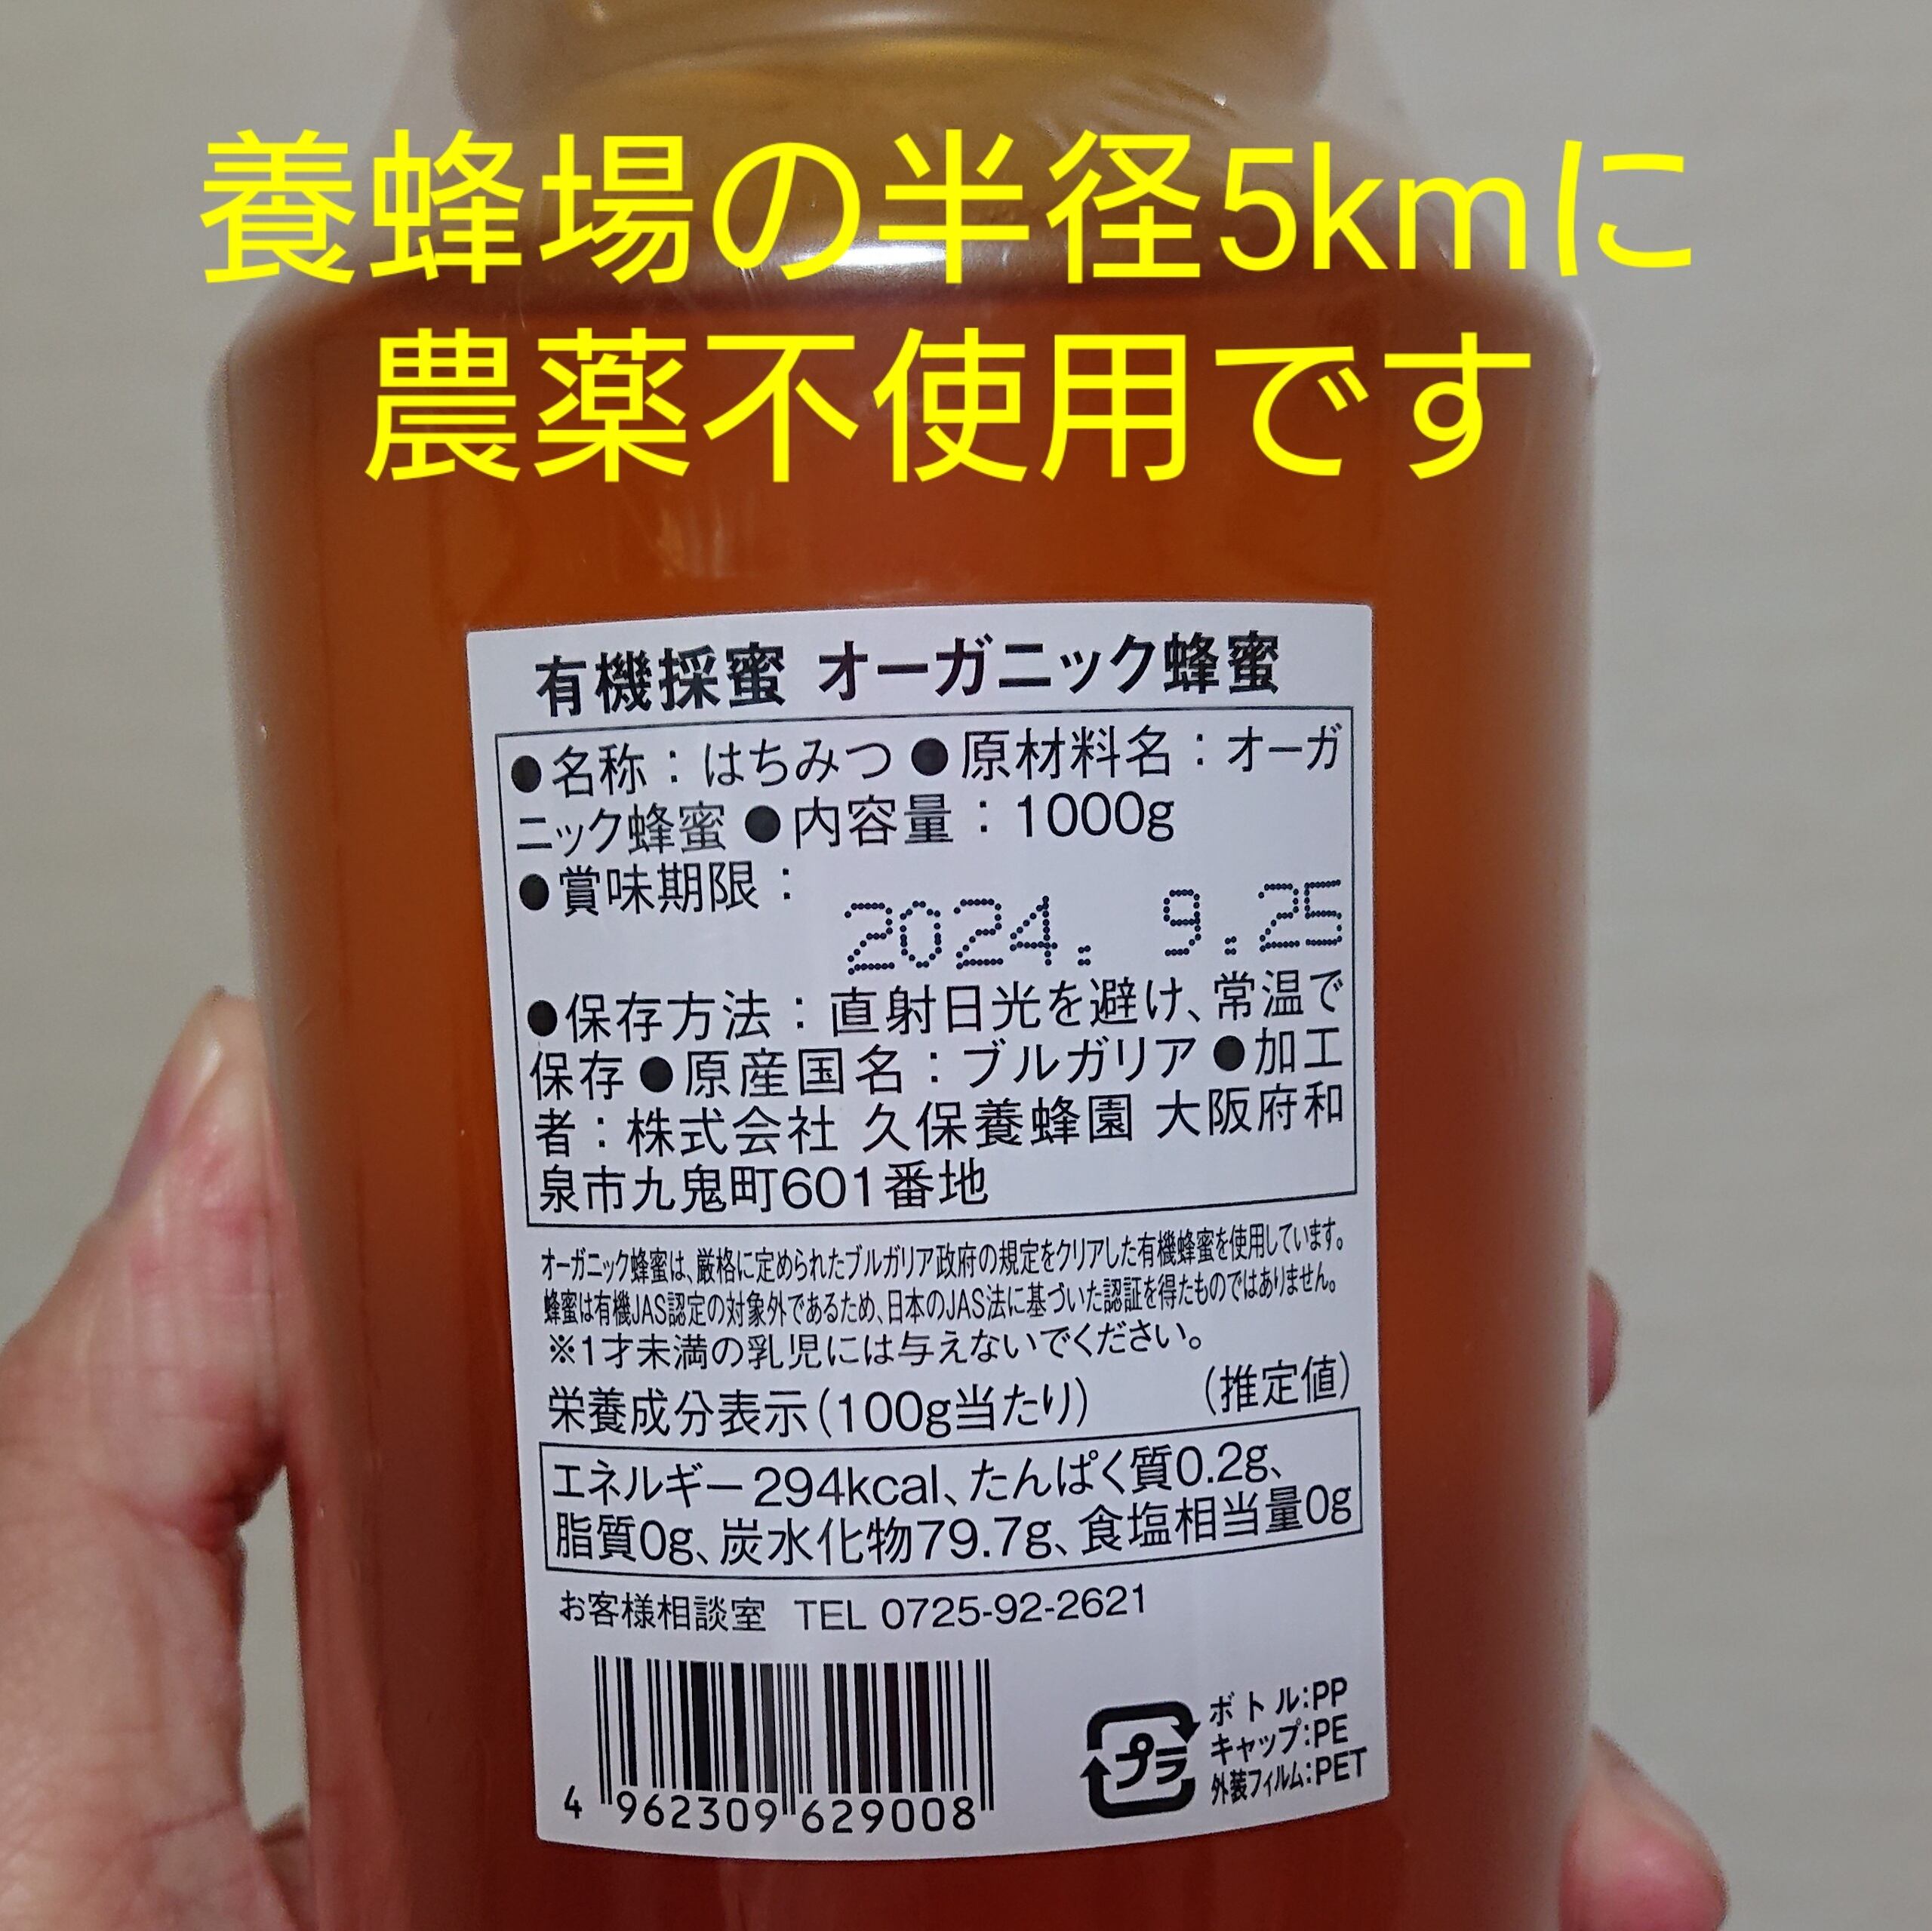 養蜂場の半径5kmに
農薬不使用です
有機採蜜 オーガニック蜂蜜
●名称：はちみつ ●原材料名：オーガ
ニック蜂蜜 ●内容量：1000g
●賞味期限：
2024. 9.25
●保存方法：直射日光を避け、常温で
保存 ●原産国名：ブルガリア ●加工
者：株式会社 久保養蜂園 大阪府和
泉市九鬼町601番地
オーガニック蜂蜜は、厳格に定められたブルガリア政府の規定をクリアした有機蜂蜜を使用しています。
蜂蜜は有機JAS認定の対象外であるため、日本のJAS法に基づいた認証を得たものではありません。
※1才未満の乳児には与えないでください。
栄養成分表示(100g当たり) (推定値)
エネルギー294kcal、たんぱく質0.2g、
脂質0g、炭水化物79.7g、食塩相当量0g
お客様相談室 TEL 0725-92-2621
4 962309 629008
プラ
ボトル:PP
キャップ:PE
外装フィルム:PET